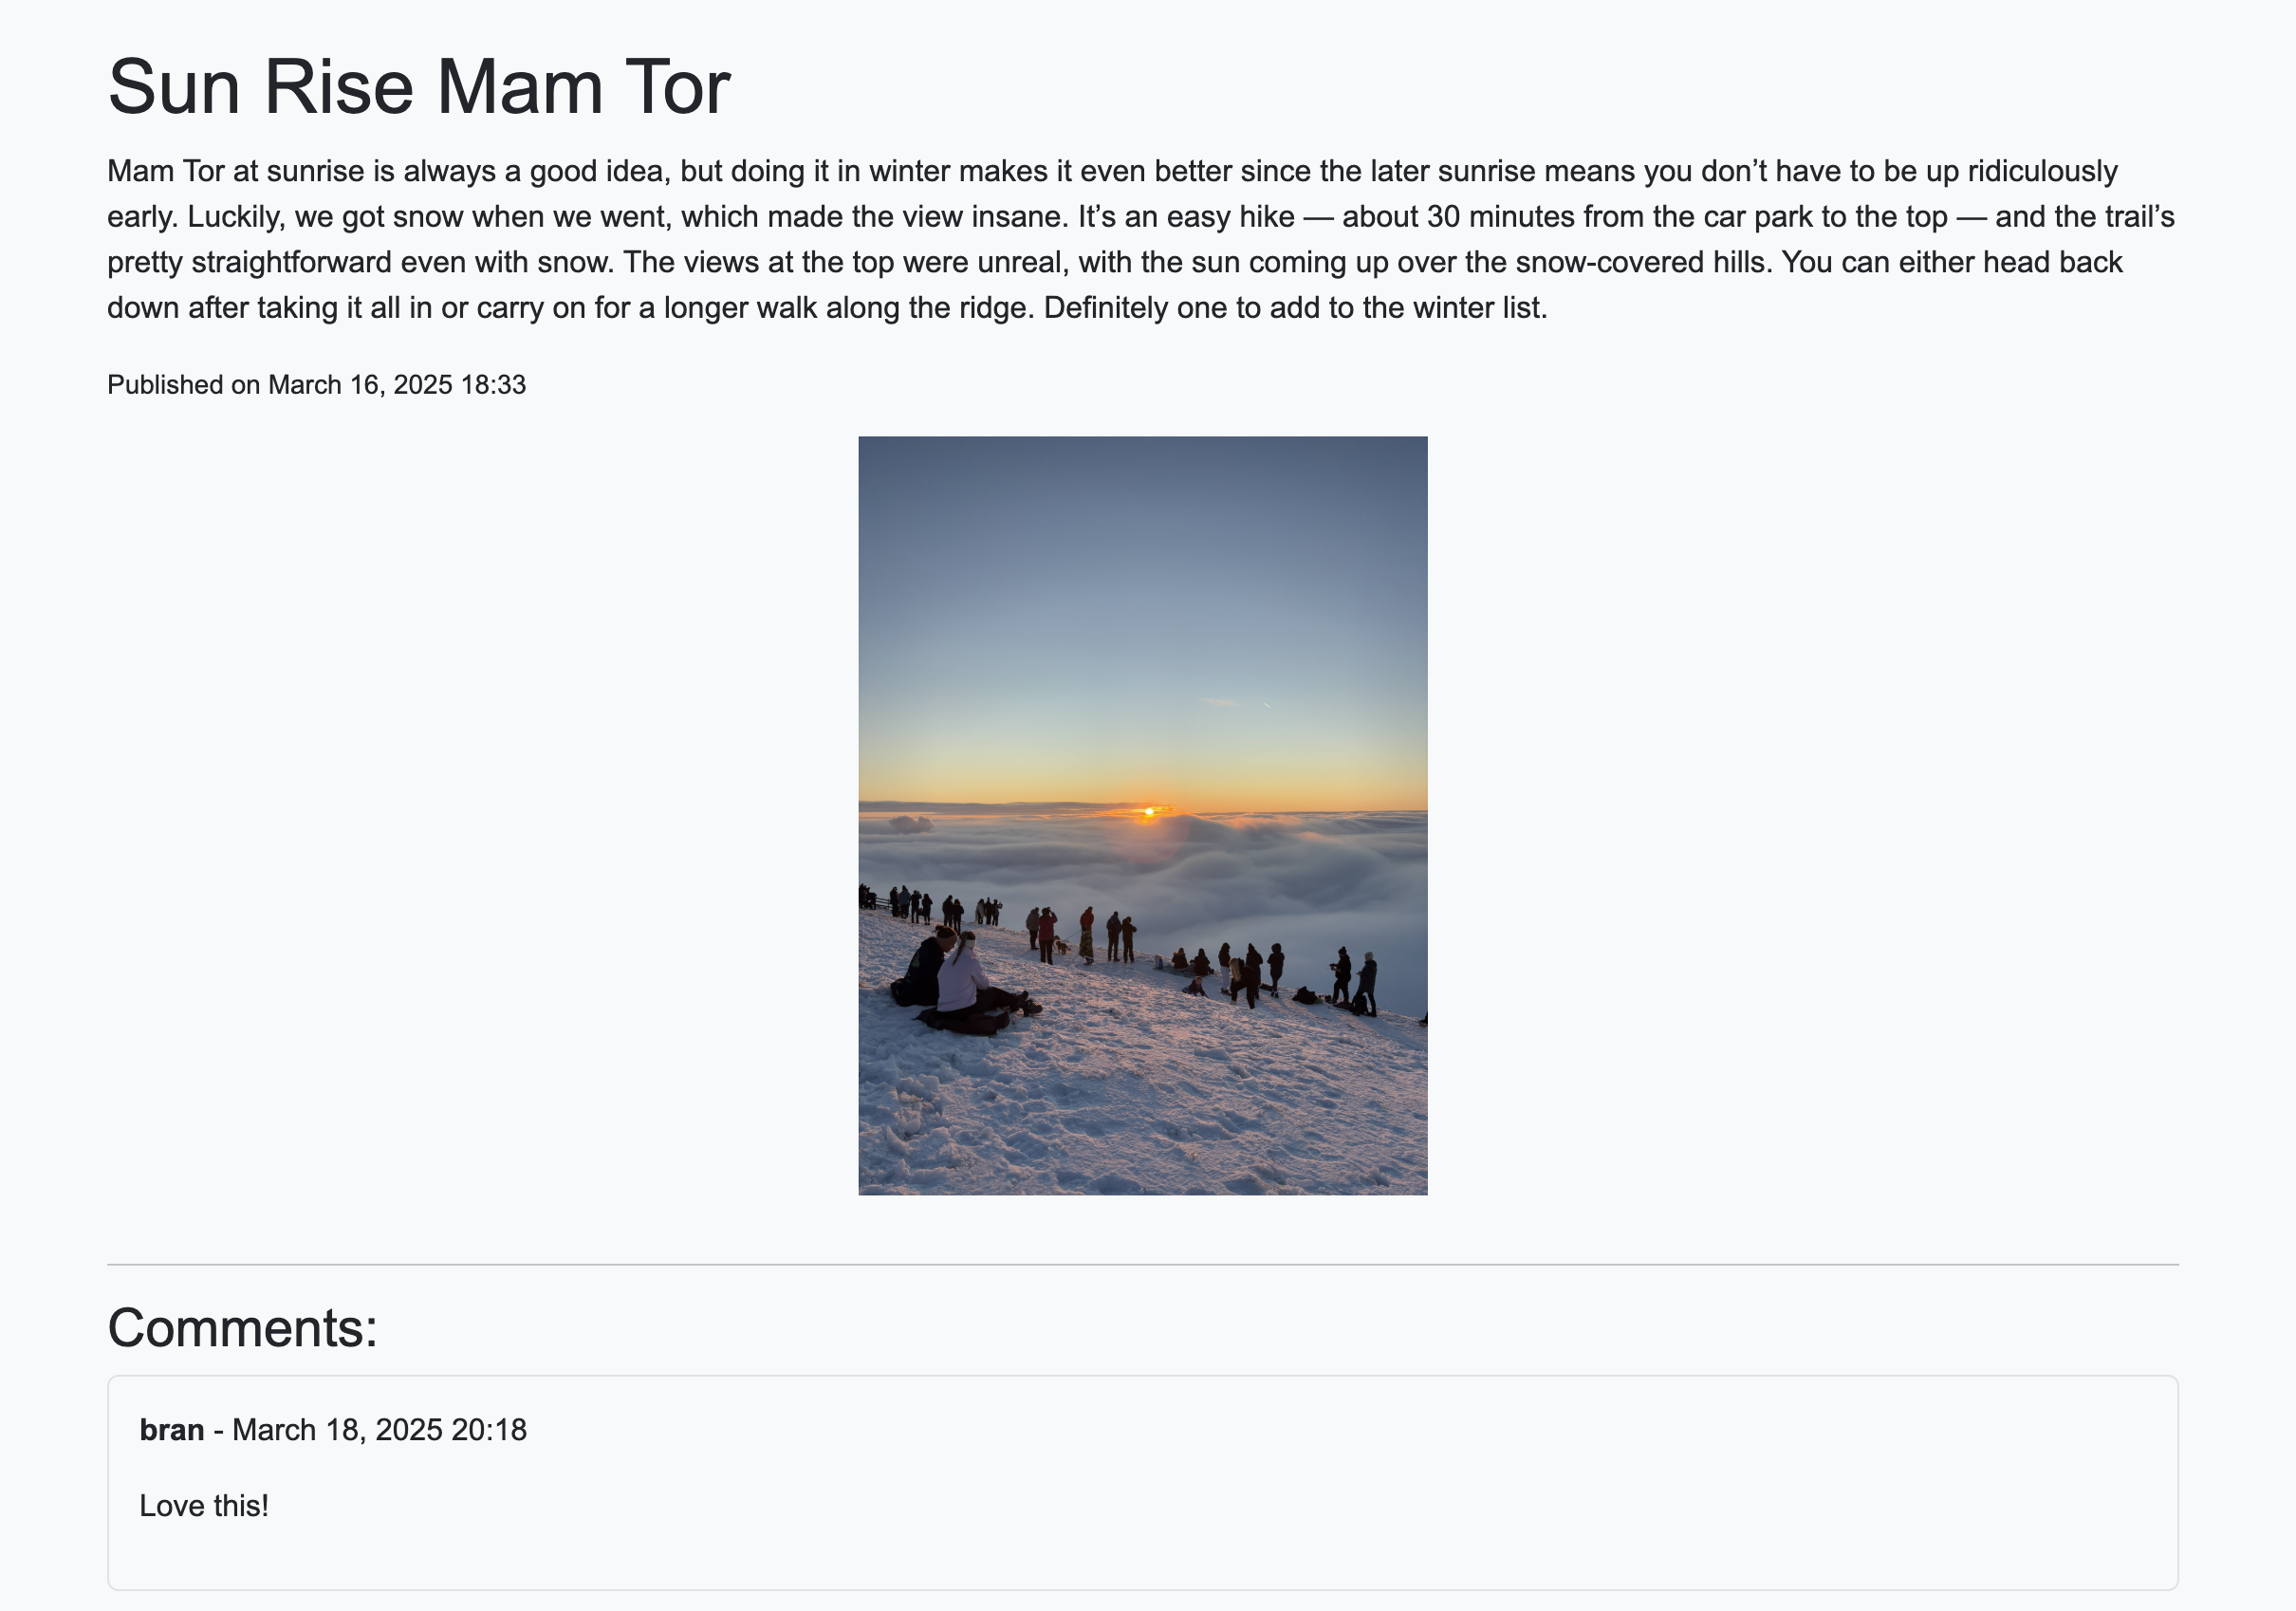 Sun Rise Mam Tor
Mam Tor at sunrise is always a good idea, but doing it in winter makes it even better since the later sunrise means you don’t have to be up ridiculously
early. Luckily, we got snow when we went, which made the view insane. It’s an easy hike — about 30 minutes from the car park to the top — and the trail’s
pretty straightforward even with snow. The views at the top were unreal, with the sun coming up over the snow-covered hills. You can either head back
down after taking it all in or carry on for a longer walk along the ridge. Definitely one to add to the winter list.
Published on March 16, 2025 18:33
Comments:
bran - March 18, 2025 20:18
Love this!